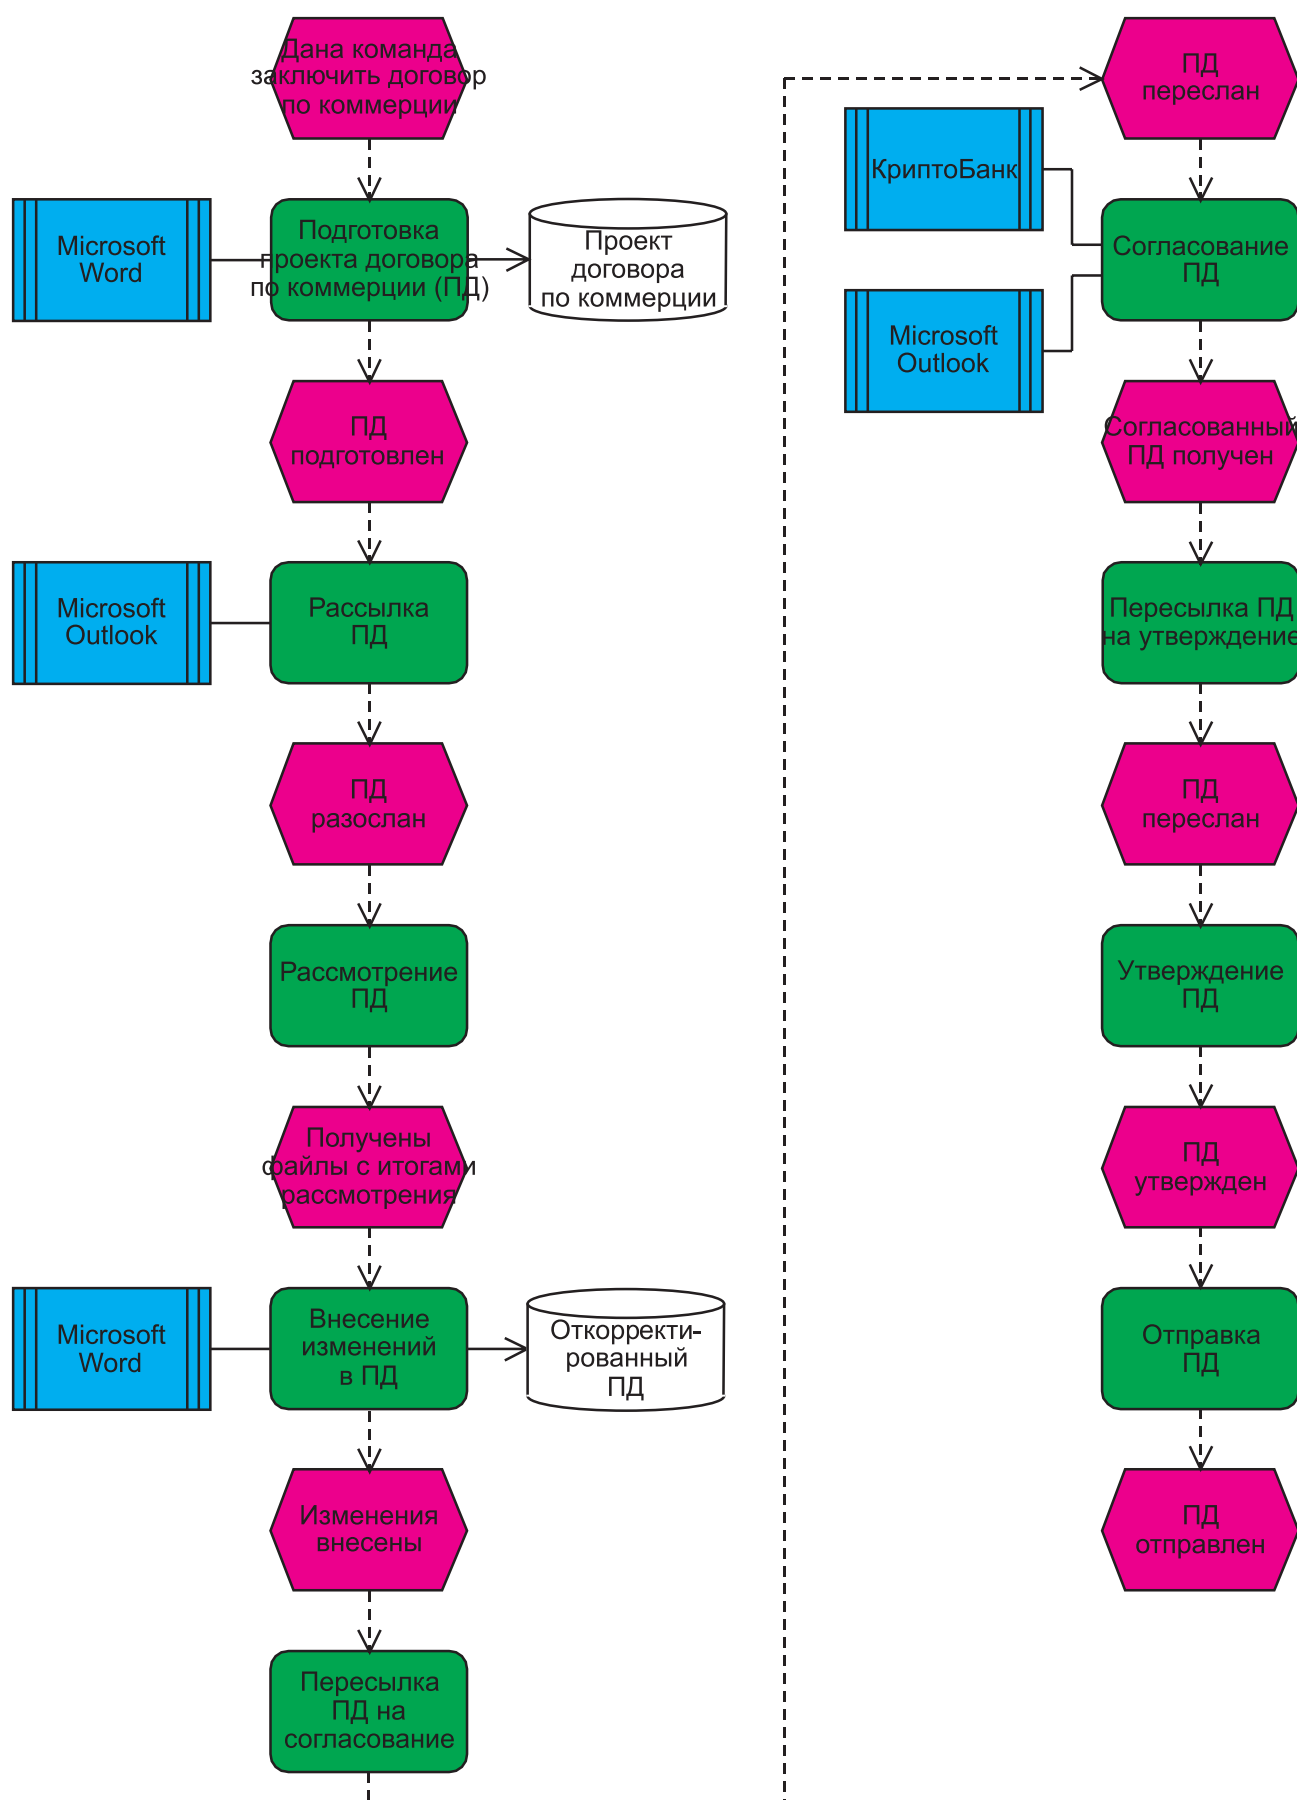 Дана команда
заключить договор
по коммерции
Microsoft
Word
Подготовка
проекта договора
по коммерции (ПД)
Проект
договора
по коммерции
ПД
подготовлен
Microsoft
Outlook
Рассылка
ПД
ПД
разослан
Рассмотрение
ПД
Получены
файлы с итогами
рассмотрения
Microsoft
Word
Внесение
изменений
в ПД
Откорректи-
рованный
ПД
Изменения
внесены
Пересылка
ПД на
согласование
ПД
переслан
КриптоБанк
Согласование
ПД
Microsoft
Outlook
Согласованный
ПД получен
Пересылка ПД
на утверждение
ПД
переслан
Утверждение
ПД
ПД
утвержден
Отправка
ПД
ПД
отправлен